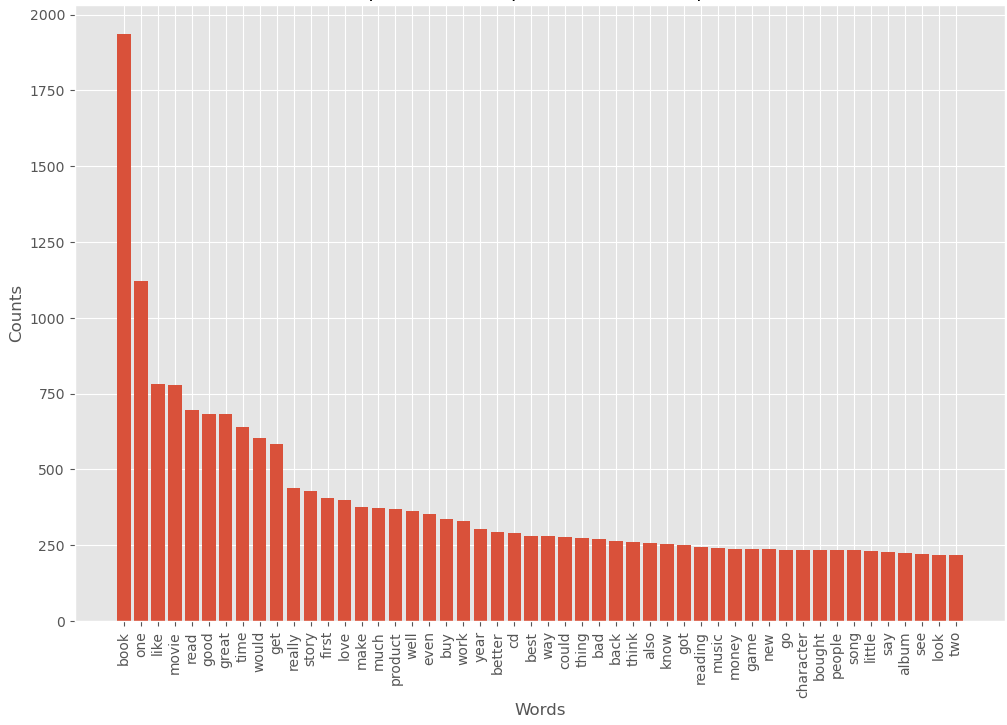 2000
1750
1500
1250
1000
750
500
250
0
Counts
book
one
like
movie
read
good
great
time
would
get
really
story
first
love
make
much
product
well
even
buy
work
year
better
cd
best
way
could
thing
bad
back
think
also
know
got
reading
music
money
game
new
go
character
bought
people
song
little
say
album
see
look
two
Words